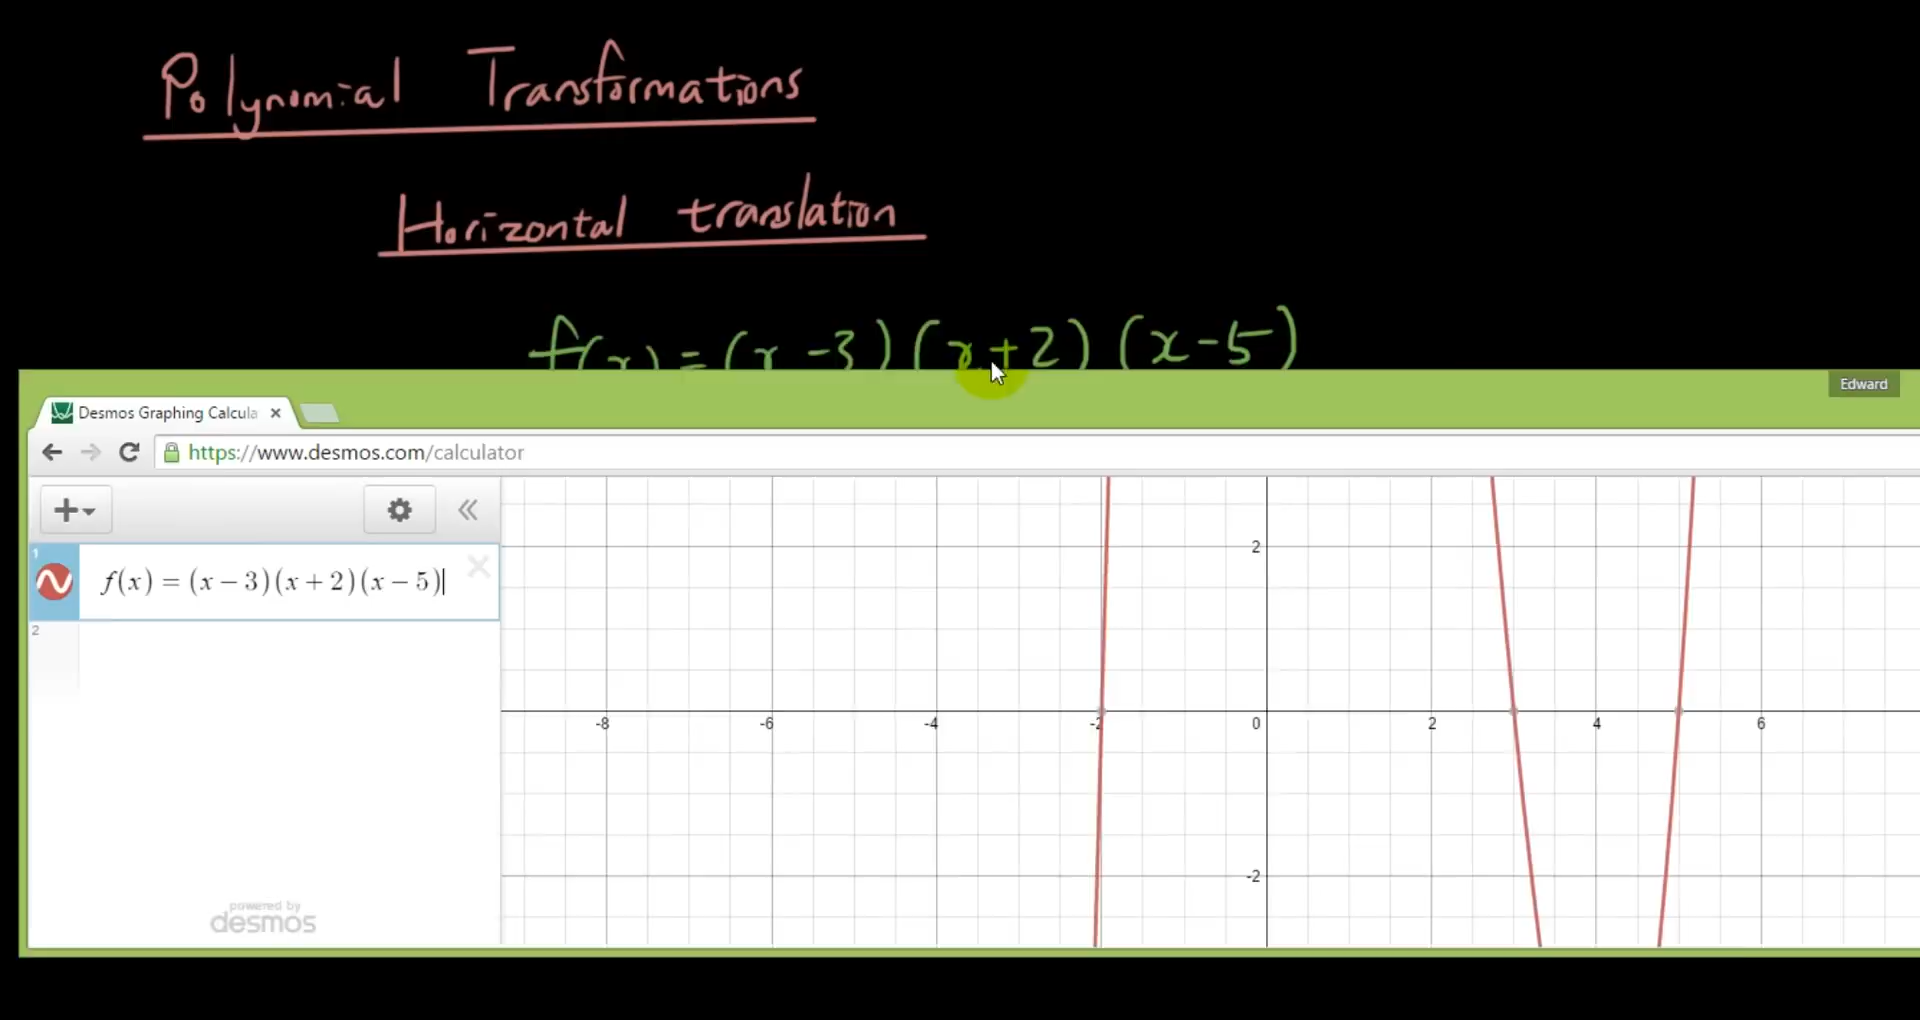 Polynomial Transformations
Horizontal translation
f(x) = (x-3)(x+2)(x-5)
Edward
Desmos Graphing Calcula
https://www.desmos.com/calculator
1
f(x) = (x − 3)(x + 2)(x − 5)
2
powered by
desmos
2
-8 -6 -4 -2 0 2 4 6
-2